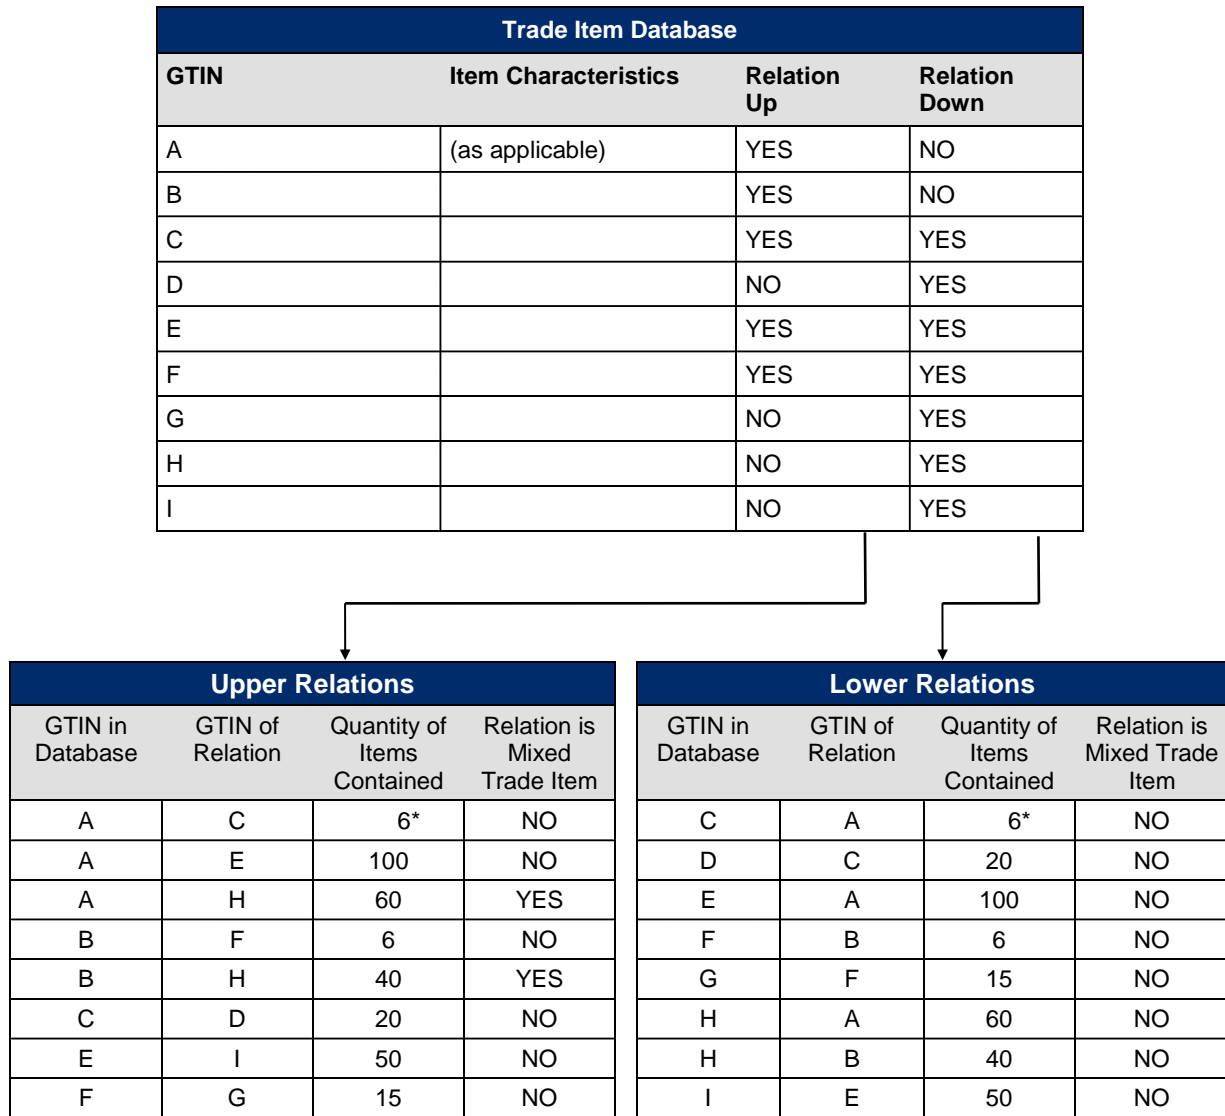 Trade Item Database
GTIN Item Characteristics Relation Up Relation Down
A (as applicable) YES NO
B YES NO
C YES YES
D NO YES
E YES YES
F YES YES
G NO YES
H NO YES
I NO YES
Upper Relations
GTIN in Database GTIN of Relation Quantity of Items Contained Relation is Mixed Trade Item
A C 6* NO
A E 100 NO
A H 60 YES
B F 6 NO
B H 40 YES
C D 20 NO
E I 50 NO
F G 15 NO
Lower Relations
GTIN in Database GTIN of Relation Quantity of Items Contained Relation is Mixed Trade Item
C A 6* NO
D C 20 NO
E A 100 NO
F B 6 NO
G F 15 NO
H A 60 NO
H B 40 NO
I E 50 NO